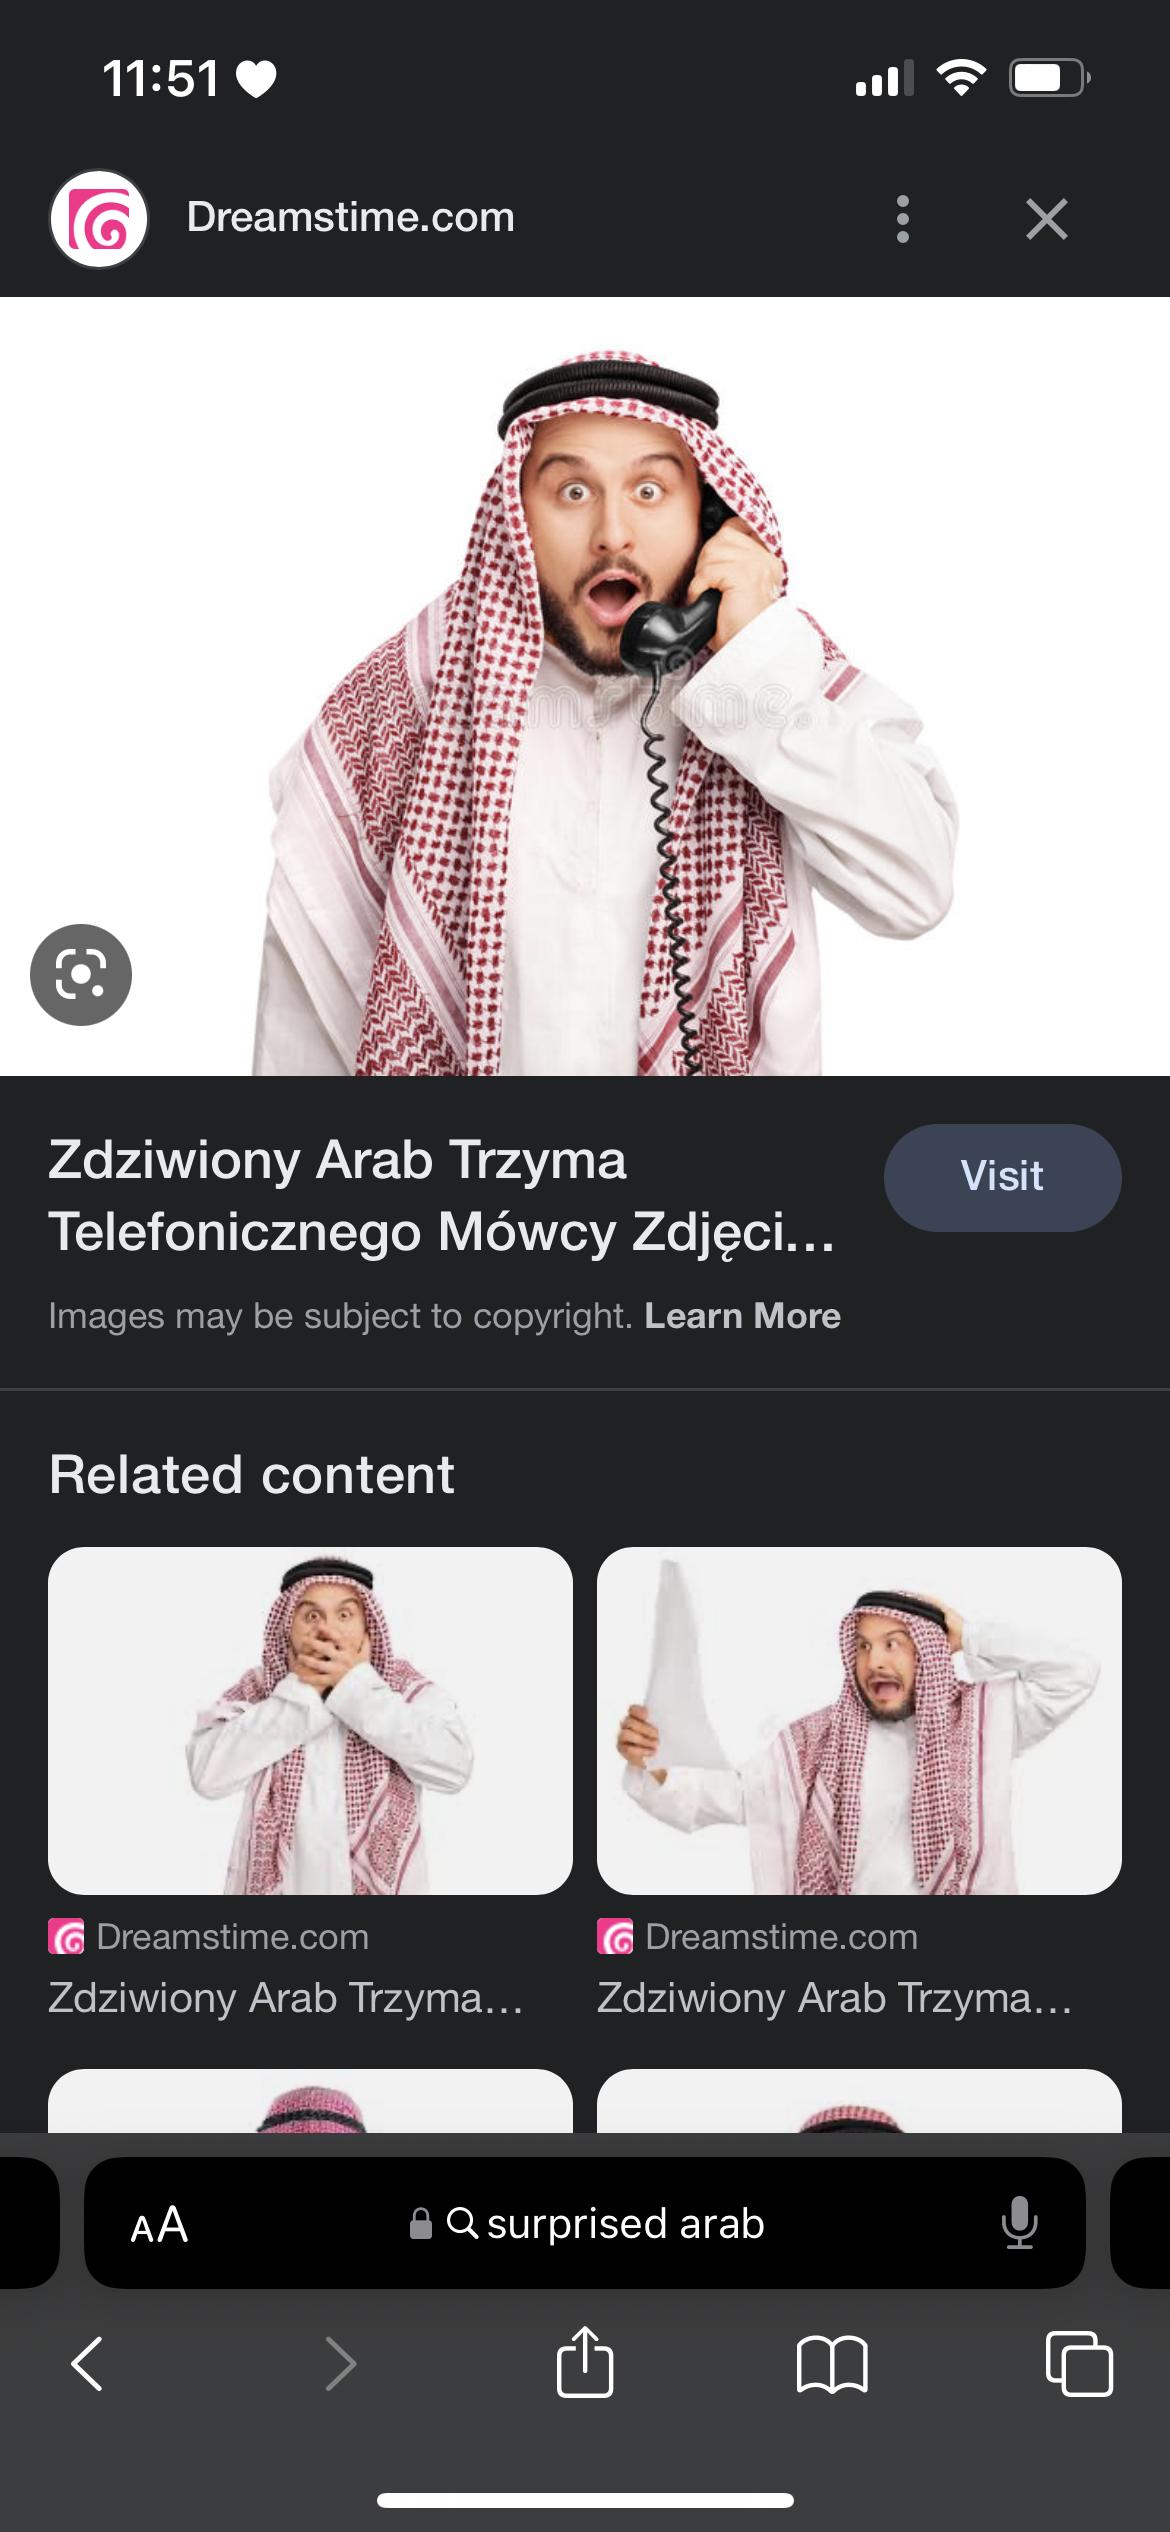 11:51
Dreamstime.com
Zdziwiony Arab Trzyma
Telefonicznego Mówcy Zdjęci...
Visit
Images may be subject to copyright. Learn More
Related content
Dreamstime.com
Zdziwiony Arab Trzyma...
Dreamstime.com
Zdziwiony Arab Trzyma...
AA
surprised arab